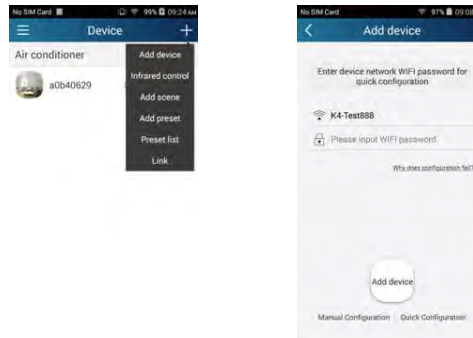 No SIM Card 99% 09:24 AM
Device +
Air conditioner
a0b40629
Add device
Infrared control
Add scene
Add preset
Preset list
Link
No SIM Card 97% 09:08
Add device
Enter device network WIFI password for
quick configuration
K4-Test888
Please input WIFI password
Why does configuration fail?
Add device
Manual Configuration Quick Configuration